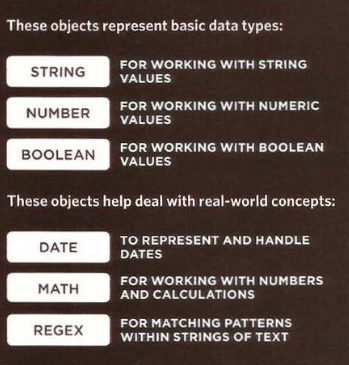 These objects represent basic data types:
STRING
FOR WORKING WITH STRING
VALUES
NUMBER
FOR WORKING WITH NUMERIC
VALUES
BOOLEAN
FOR WORKING WITH BOOLEAN
VALUES
These objects help deal with real-world concepts:
DATE
TO REPRESENT AND HANDLE
DATES
MATH
FOR WORKING WITH NUMBERS
AND CALCULATIONS
REGEX
FOR MATCHING PATTERNS
WITHIN STRINGS OF TEXT